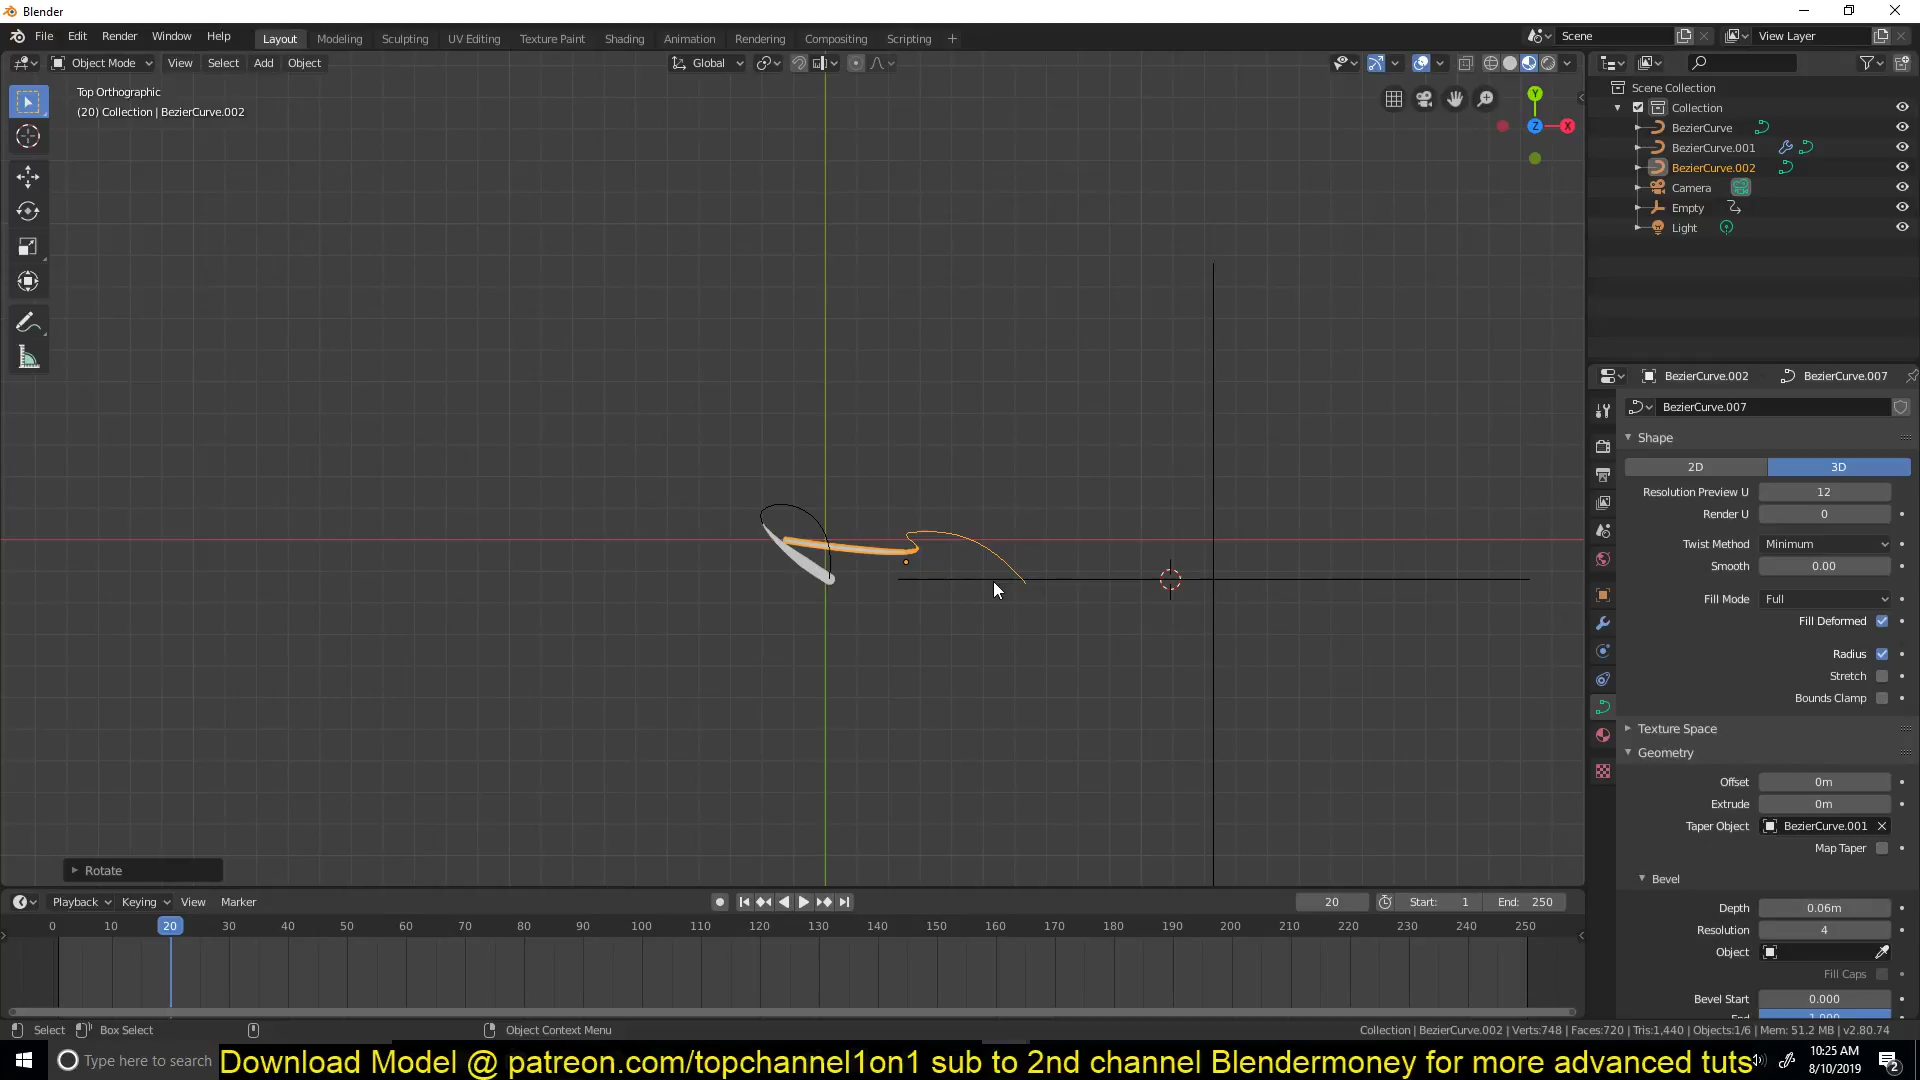 Blender
File Edit Render Window Help
Layout Modeling Sculpting UV Editing Texture Paint Shading Animation Rendering Compositing Scripting
Scene
View Layer
Object Mode View Select Add Object
Global
Top Orthographic
(20) Collection | BezierCurve.002
Y
Z
X
Scene Collection
Collection
BezierCurve
BezierCurve.001
BezierCurve.002
Camera
Empty
Light
BezierCurve.002 BezierCurve.007
BezierCurve.007
Shape
2D 3D
Resolution Preview U 12
Render U 0
Twist Method Minimum
Smooth 0.00
Fill Mode Full
Fill Deformed
Radius
Stretch
Bounds Clamp
Texture Space
Geometry
Offset 0m
Extrude 0m
Taper Object BezierCurve.001
Map Taper
Bevel
Depth 0.06m
Resolution 4
Object
Fill Caps
Bevel Start 0.000
End 1.000
Rotate
Playback Keying View Marker
20 Start: 1 End: 250
0 10 20 30 40 50 60 70 80 90 100 110 120 130 140 150 160 170 180 190 200 210 220 230 240 250
Select Box Select Object Context Menu
Collection | BezierCurve.002 | Verts:748 | Faces:720 | Tris:1,440 | Objects:1/6 | Mem: 51.2 MB | v2.80.74
Type here to search
Download Model @ patreon.com/topchannel1on1 sub to 2nd channel Blendermoney for more advanced tuts
10:25 AM
8/10/2019
2